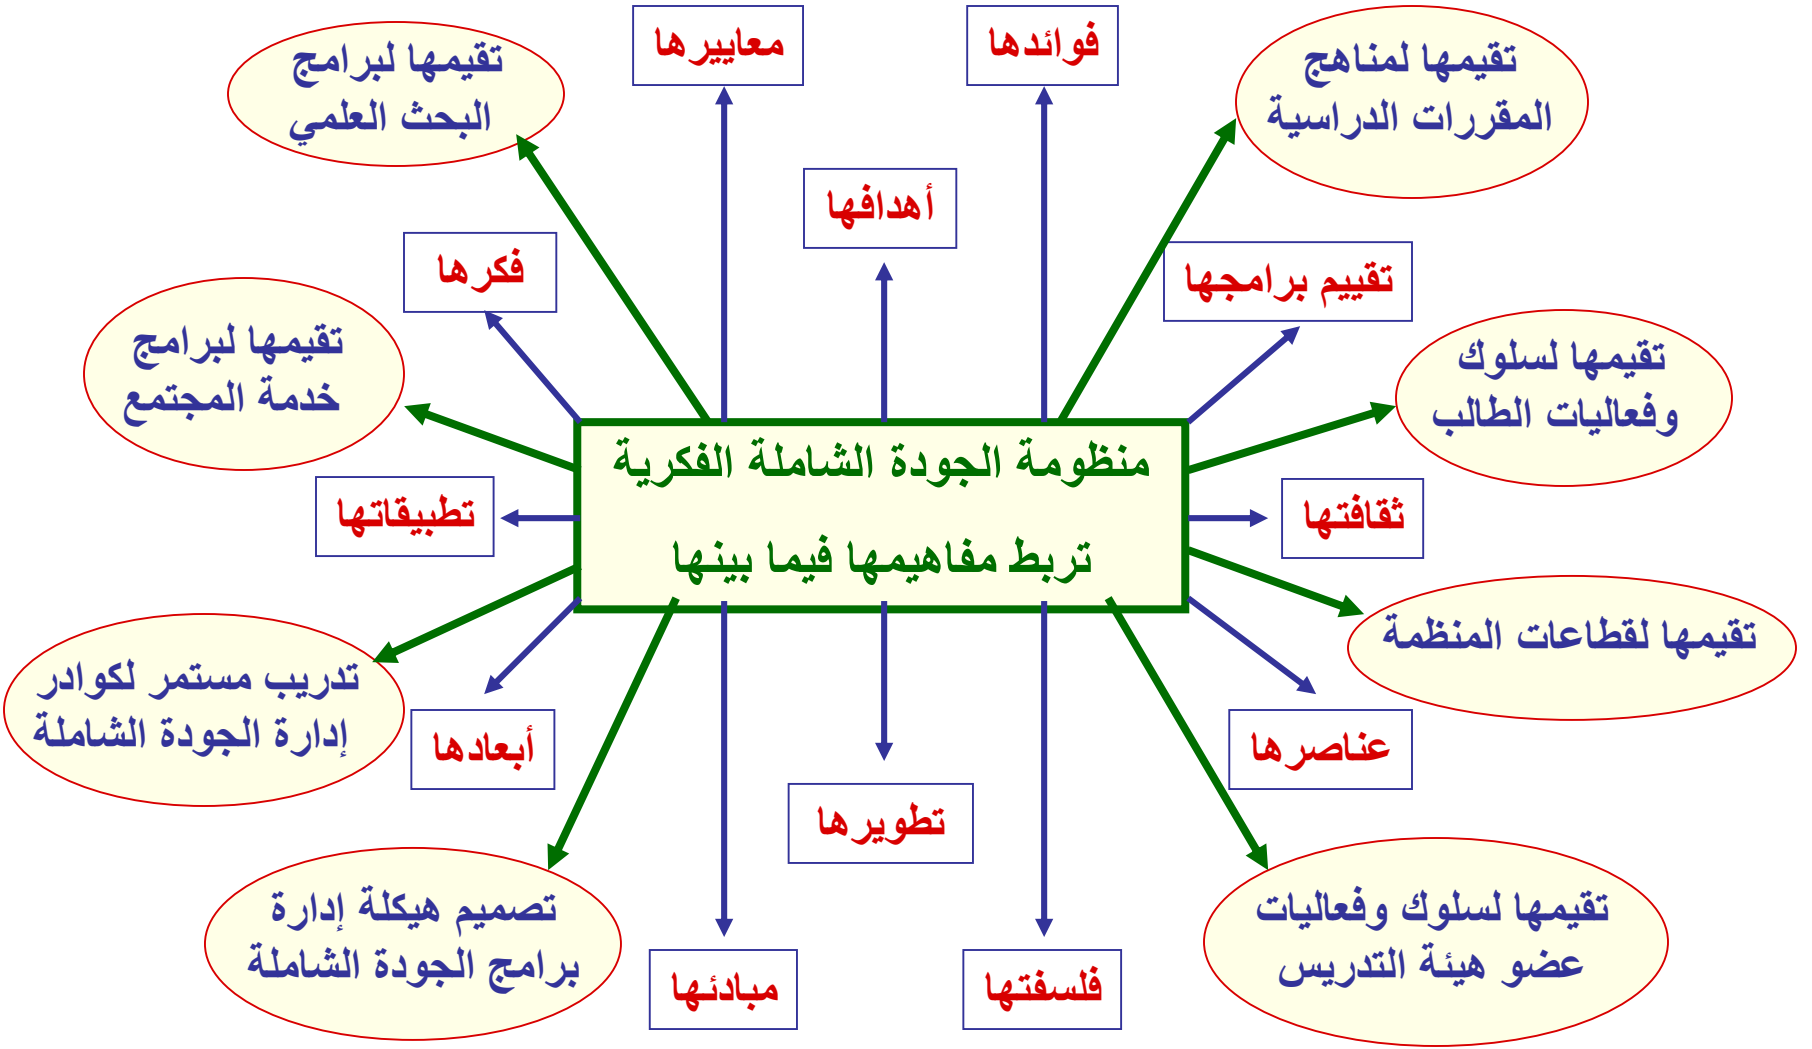 فوائدها
معاييرها
تقيمها لمناهج
المقررات الدراسية
تقيمها لبرامج
البحث العلمي
أهدافها
تقييم برامجها
فكرها
تقيمها لسلوك
وفعاليات الطالب
تقيمها لبرامج
خدمة المجتمع
منظومة الجودة الشاملة الفكرية
تربط مفاهيمها فيما بينها
ثقافتها
تطبيقاتها
تقيمها لقطاعات المنظمة
تدريب مستمر لكوادر
إدارة الجودة الشاملة
عناصرها
أبعادها
تطويرها
تقيمها لسلوك وفعاليات
عضو هيئة التدريس
تصميم هيكلة إدارة
برامج الجودة الشاملة
فلسفتها
مبادئها